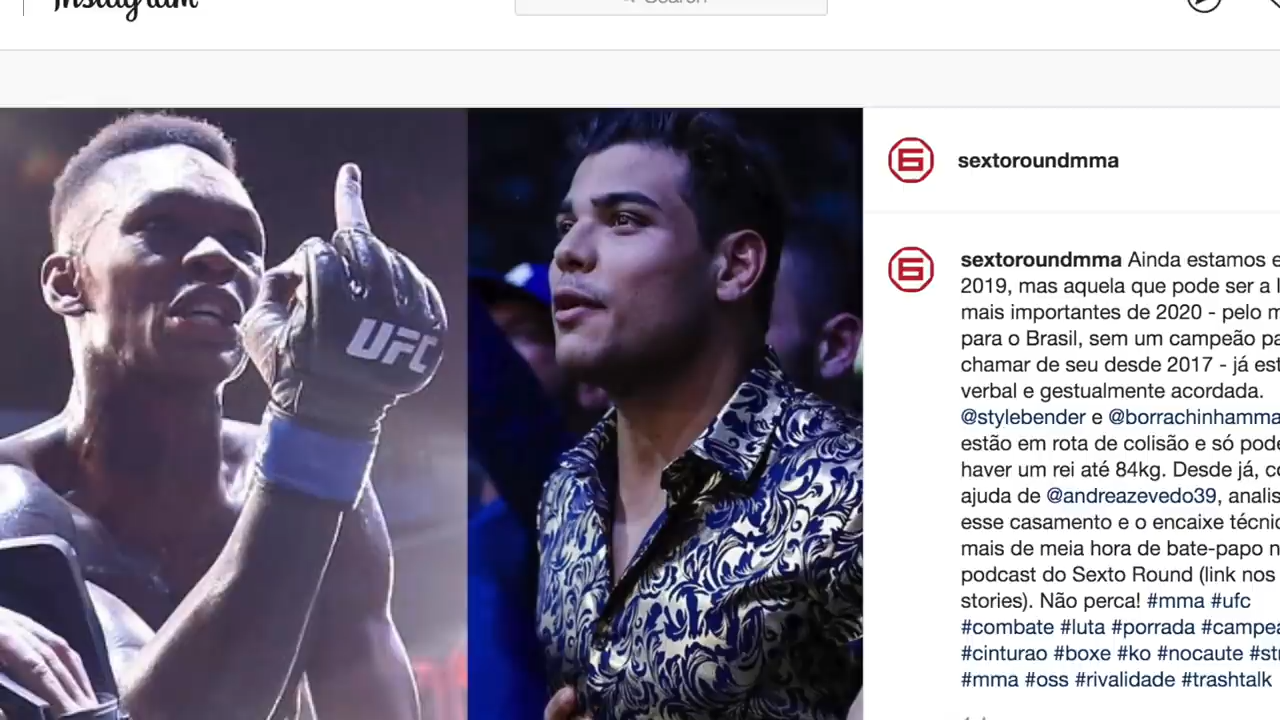 Instagram
Search
sextoroundmma
sextoroundmma Ainda estamos e
2019, mas aquela que pode ser a l
mais importantes de 2020 - pelo m
para o Brasil, sem um campeão pa
chamar de seu desde 2017 - já est
verbal e gestualmente acordada.
@stylebender e @borrachinhamma
estão em rota de colisão e só pode
haver um rei até 84kg. Desde já, co
ajuda de @andreazevedo39, analis
esse casamento e o encaixe técnic
mais de meia hora de bate-papo n
podcast do Sexto Round (link nos
stories). Não perca! #mma #ufc
#combate #luta #porrada #campea
#cinturao #boxe #ko #nocaute #str
#mma #oss #rivalidade #trashtalk
UFC